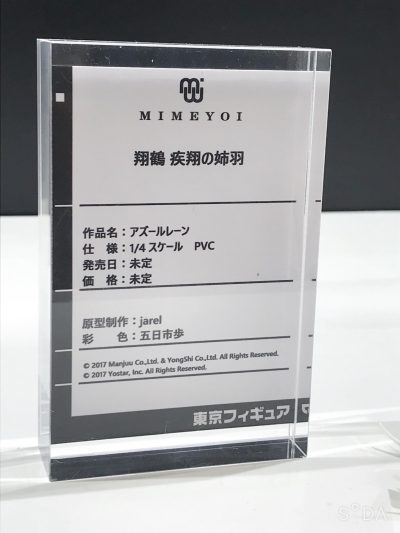 MIMEYOI
翔鶴 疾翔の姉羽
作品名：アズールレーン
仕　様：1/4 スケール　PVC
発売日：未定
価　格：未定
原型制作：jarel
彩　　色：五日市歩
© 2017 Manjuu Co.,Ltd. & YongShi Co.,Ltd. All Rights Reserved.
© 2017 Yostar, Inc. All Rights Reserved.
東京フィギュア
S°DA